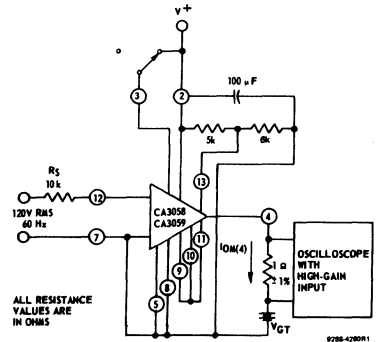 V+
100 µF
3
2
5k
6k
RS
10 k
13
12
CA3058
CA3059
4
120V RMS
60 Hz
7
11
10
9
8
5
IOM(4)
1 Ω
± 1%
OSCILLOSCOPE
WITH
HIGH-GAIN
INPUT
ALL RESISTANCE
VALUES ARE
IN OHMS
VGT
92SS-4260R1